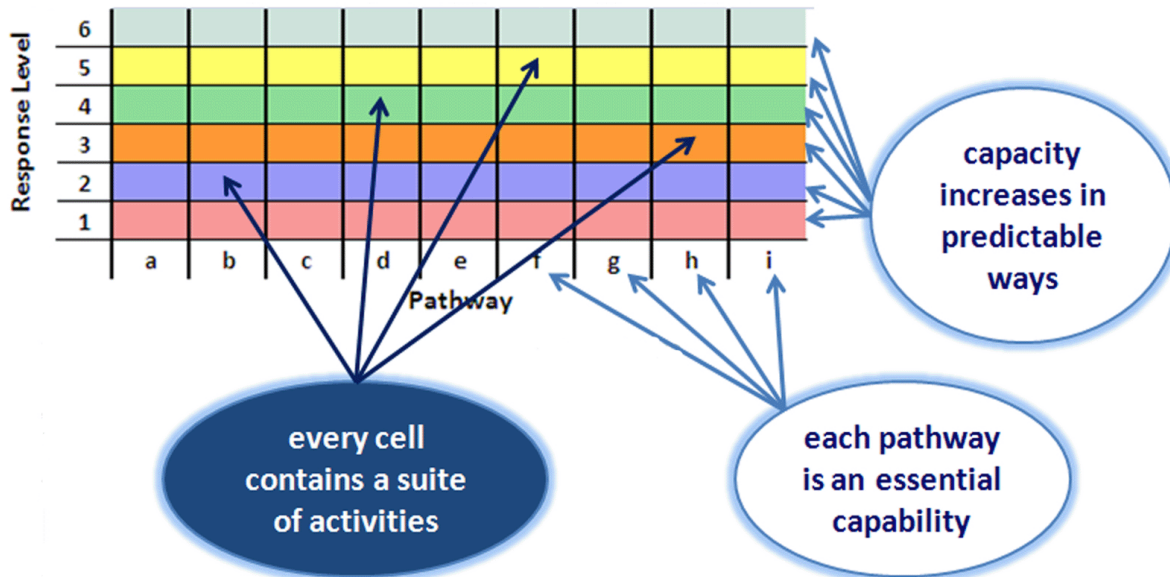 Response Level
6
5
4
3
2
1
a b c d e f g h i
Pathway
capacity
increases in
predictable
ways
every cell
contains a suite
of activities
each pathway
is an essential
capability